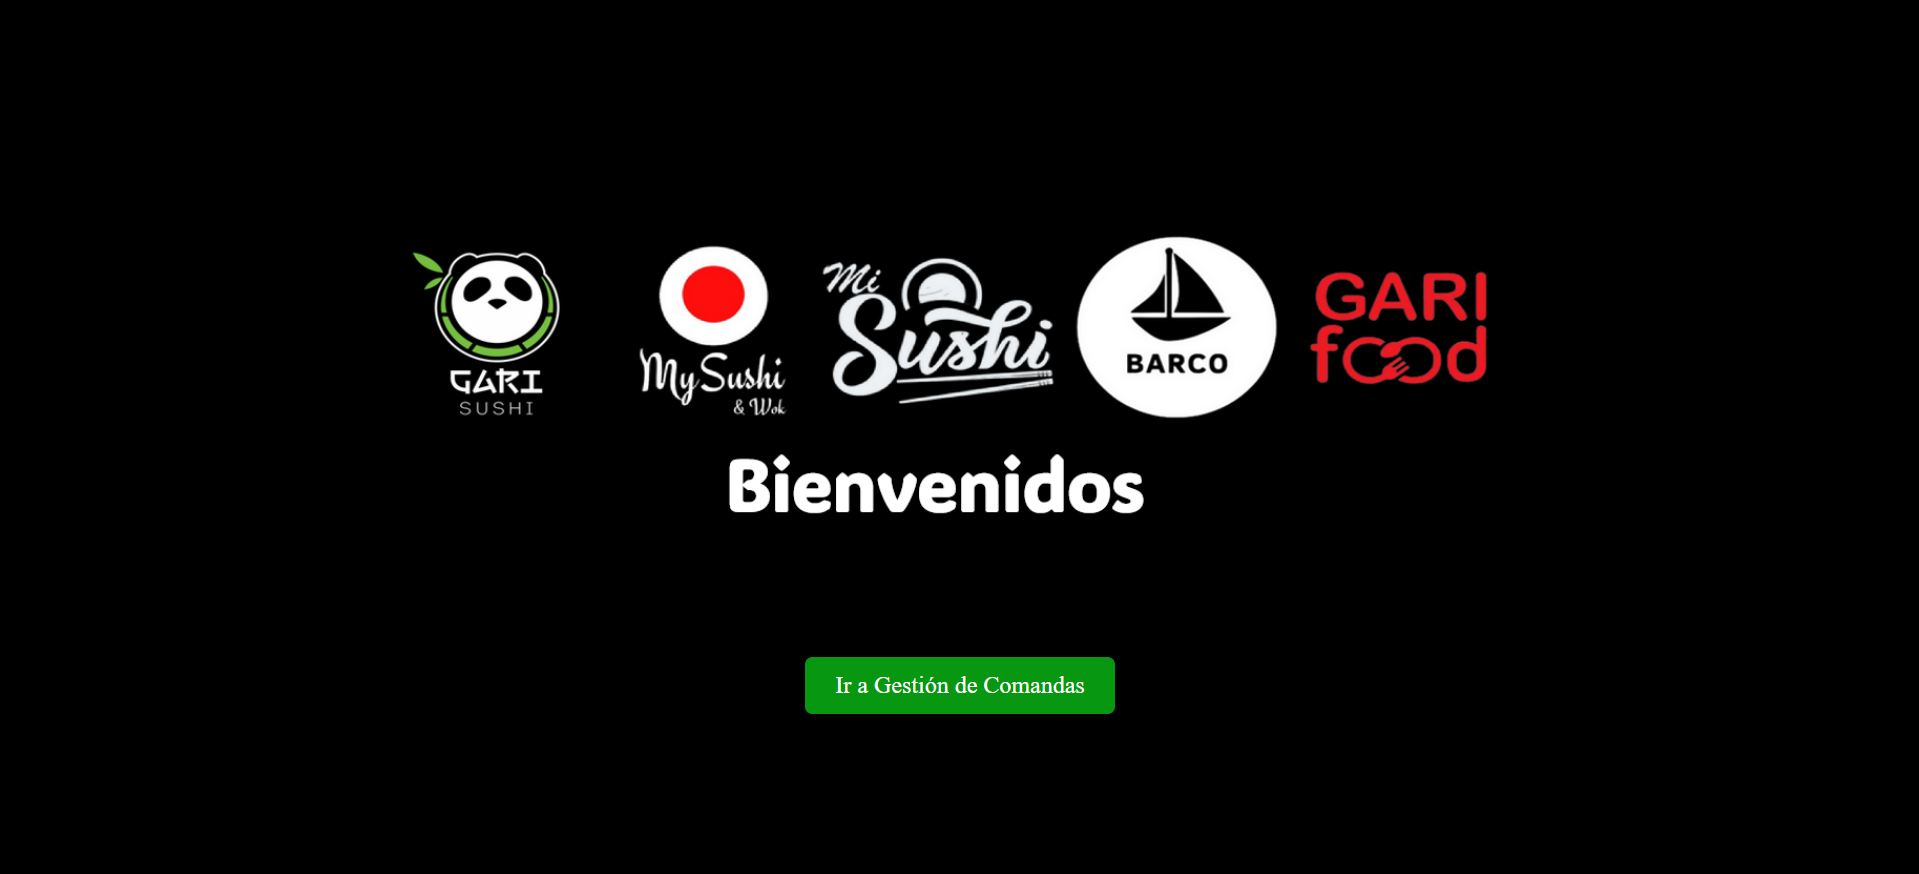 GARI
SUSHI
My Sushi
& Wok
Mi
Sushi
BARCO
GARI
food
Bienvenidos
Ir a Gestión de Comandas